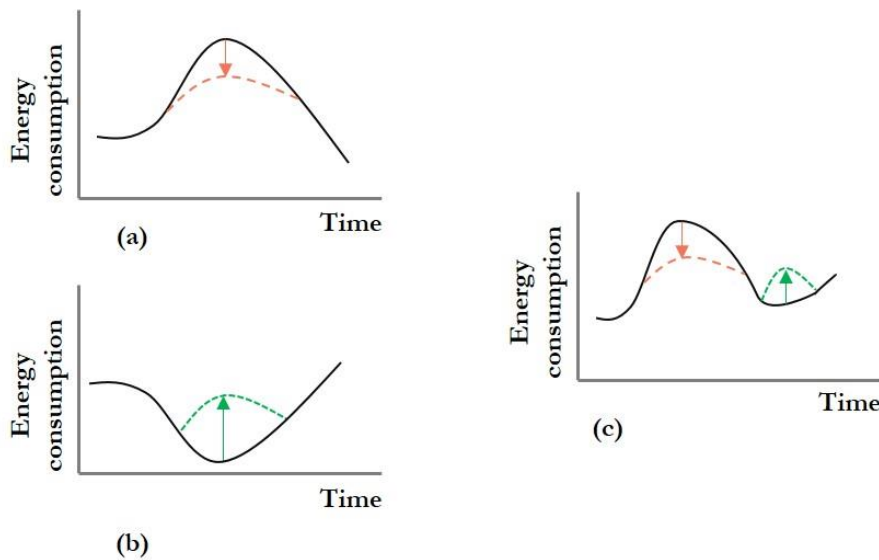 Energy
consumption
Time
(a)
Energy
consumption
Time
(b)
Energy
consumption
Time
(c)